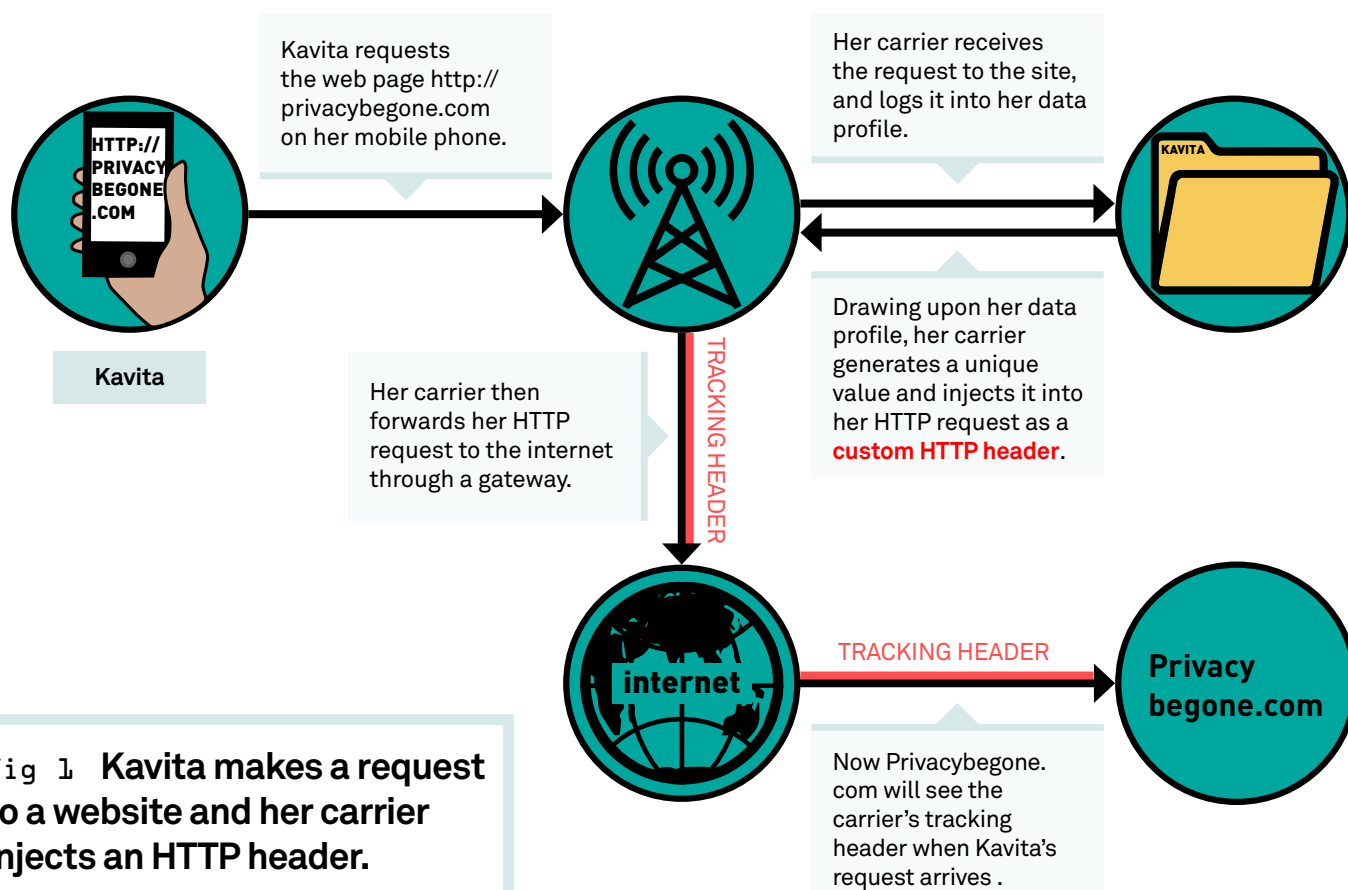 Kavita requests
the web page http://
privacybegone.com
on her mobile phone.
Her carrier receives
the request to the site,
and logs it into her data
profile.
HTTP://
PRIVACY
BEGONE
.COM
KAVITA
Kavita
Her carrier then
forwards her HTTP
request to the internet
through a gateway.
TRACKING HEADER
Drawing upon her data
profile, her carrier
generates a unique
value and injects it into
her HTTP request as a
custom HTTP header.
internet
TRACKING HEADER
Privacy
begone.com
Now Privacybegone.
com will see the
carrier's tracking
header when Kavita's
request arrives .
ig 1 Kavita makes a request
o a website and her carrier
njects an HTTP header.